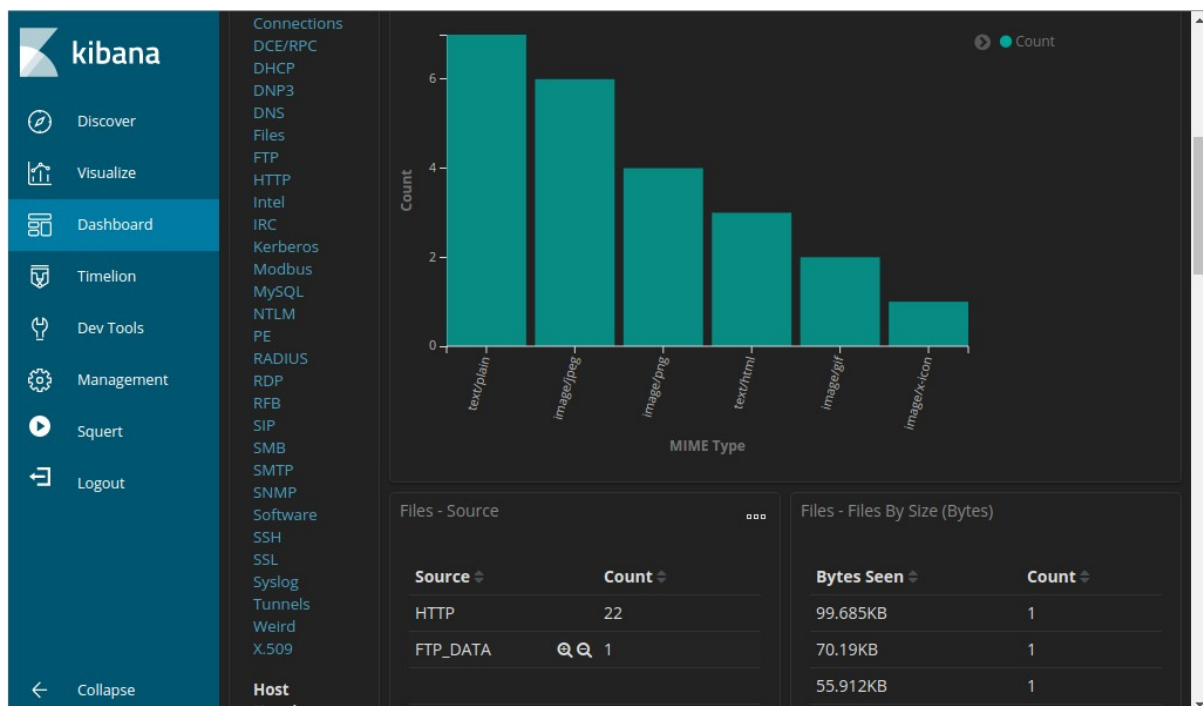 kibana
Discover
Visualize
Dashboard
Timelion
Dev Tools
Management
Squert
Logout
Collapse
Connections
DCE/RPC
DHCP
DNP3
DNS
Files
FTP
HTTP
Intel
IRC
Kerberos
Modbus
MySQL
NTLM
PE
RADIUS
RDP
RFB
SIP
SMB
SMTP
SNMP
Software
SSH
SSL
Syslog
Tunnels
Weird
X.509
Host
Count
6
4
2
0
Count
text/plain
image/jpeg
image/png
text/html
image/gif
image/x-icon
MIME Type
Files - Source
Source Count
HTTP 22
FTP_DATA 1
Files - Files By Size (Bytes)
Bytes Seen Count
99.685KB 1
70.19KB 1
55.912KB 1